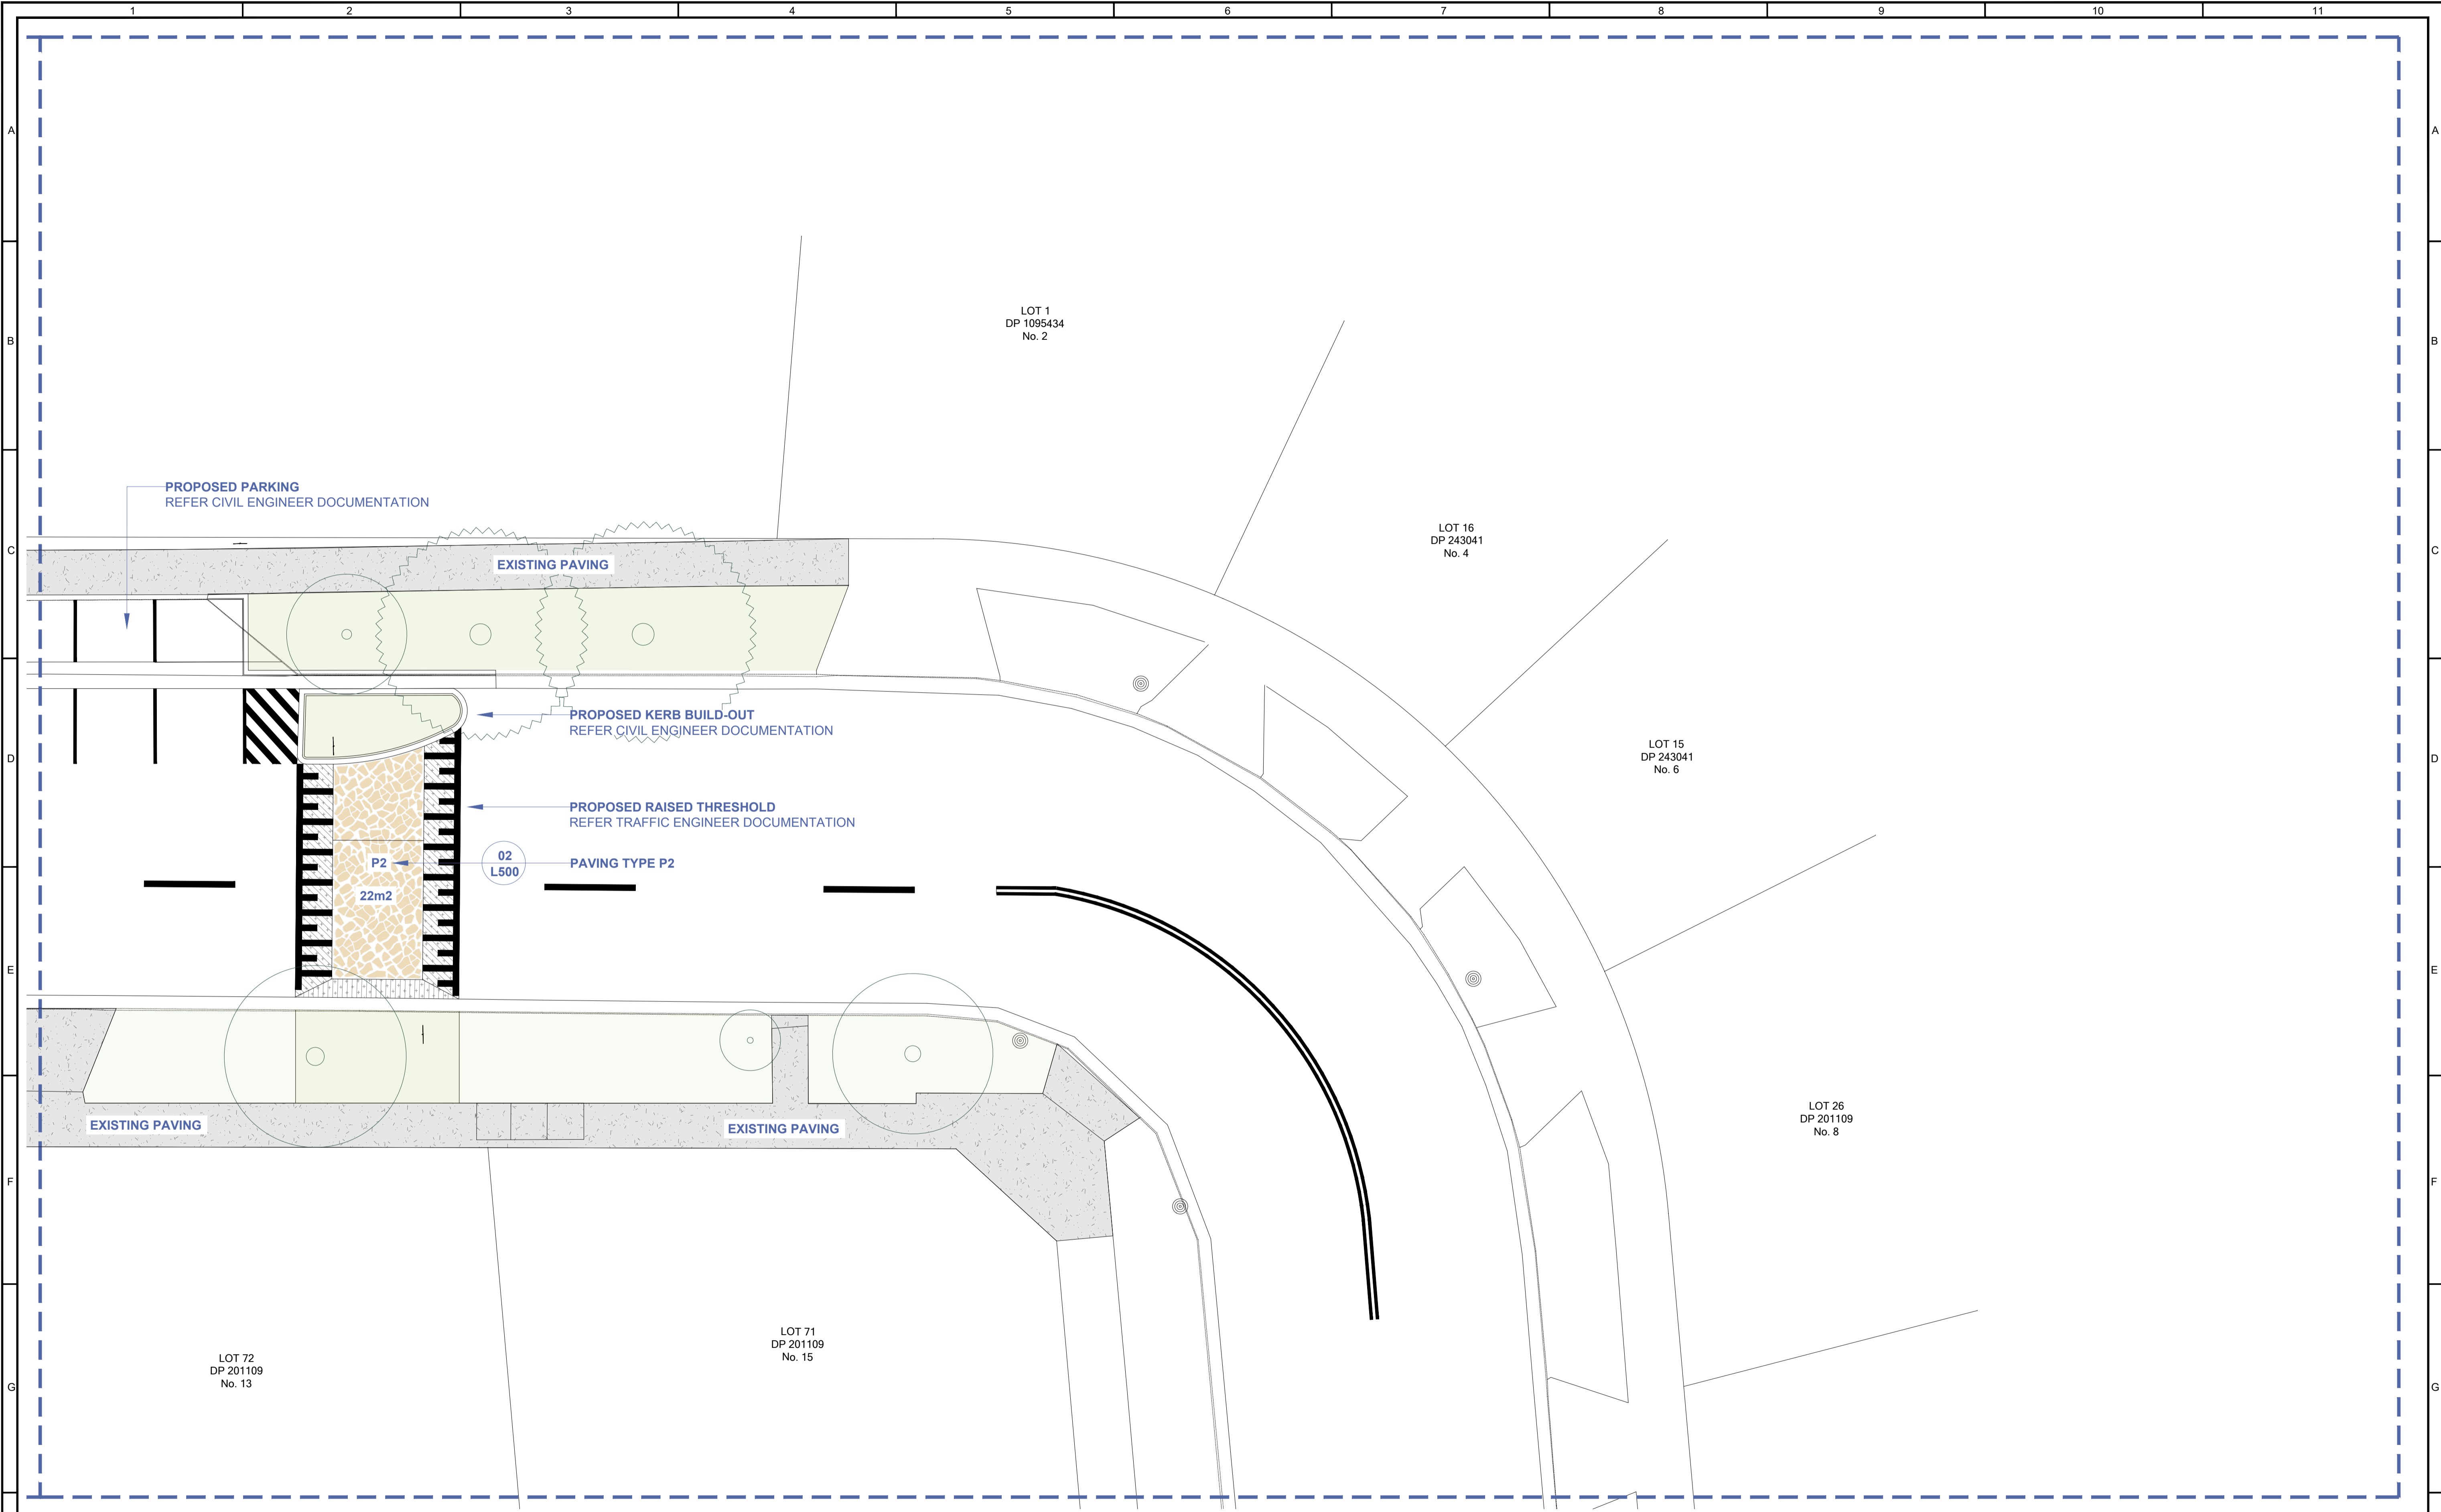 1 2 3 4 5 6 7 8 9 10 11
A A
LOT 1
DP 1095434
No. 2
B B
PROPOSED PARKING
REFER CIVIL ENGINEER DOCUMENTATION
LOT 16
DP 243041
No. 4
C C
EXISTING PAVING
PROPOSED KERB BUILD-OUT
REFER CIVIL ENGINEER DOCUMENTATION
LOT 15
DP 243041
No. 6
D D
PROPOSED RAISED THRESHOLD
REFER TRAFFIC ENGINEER DOCUMENTATION
P2
02
L500
PAVING TYPE P2
22m2
E E
EXISTING PAVING
EXISTING PAVING
LOT 26
DP 201109
No. 8
F F
LOT 71
DP 201109
No. 15
LOT 72
DP 201109
No. 13
G G